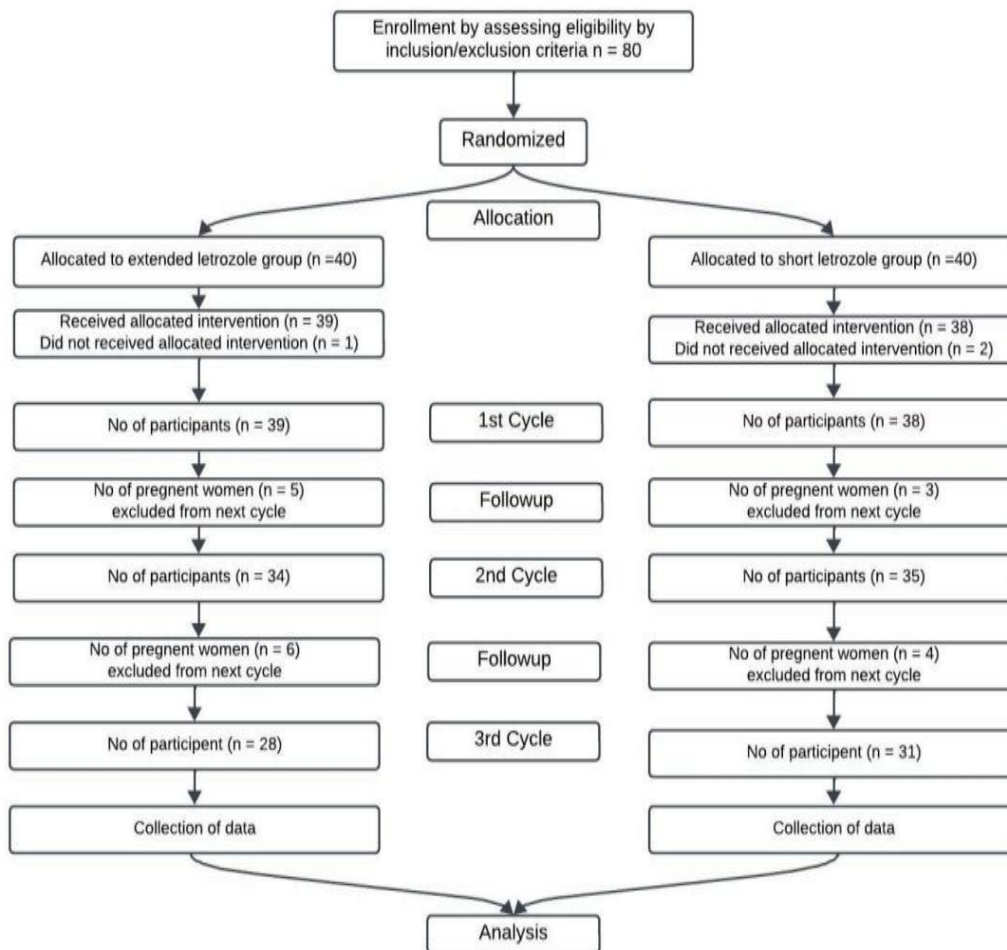 Enrollment by assessing eligibility by
inclusion/exclusion criteria n = 80
Randomized
Allocation
Allocated to extended letrozole group (n =40)
Allocated to short letrozole group (n =40)
Received allocated intervention (n = 39)
Did not received allocated intervention (n = 1)
Received allocated intervention (n = 38)
Did not received allocated intervention (n = 2)
No of participants (n = 39)
1st Cycle
No of participants (n = 38)
No of pregnent women (n = 5)
excluded from next cycle
Followup
No of pregnent women (n = 3)
excluded from next cycle
No of participants (n = 34)
2nd Cycle
No of participants (n = 35)
No of pregnent women (n = 6)
excluded from next cycle
Followup
No of pregnent women (n = 4)
excluded from next cycle
No of participent (n = 28)
3rd Cycle
No of participent (n = 31)
Collection of data
Collection of data
Analysis